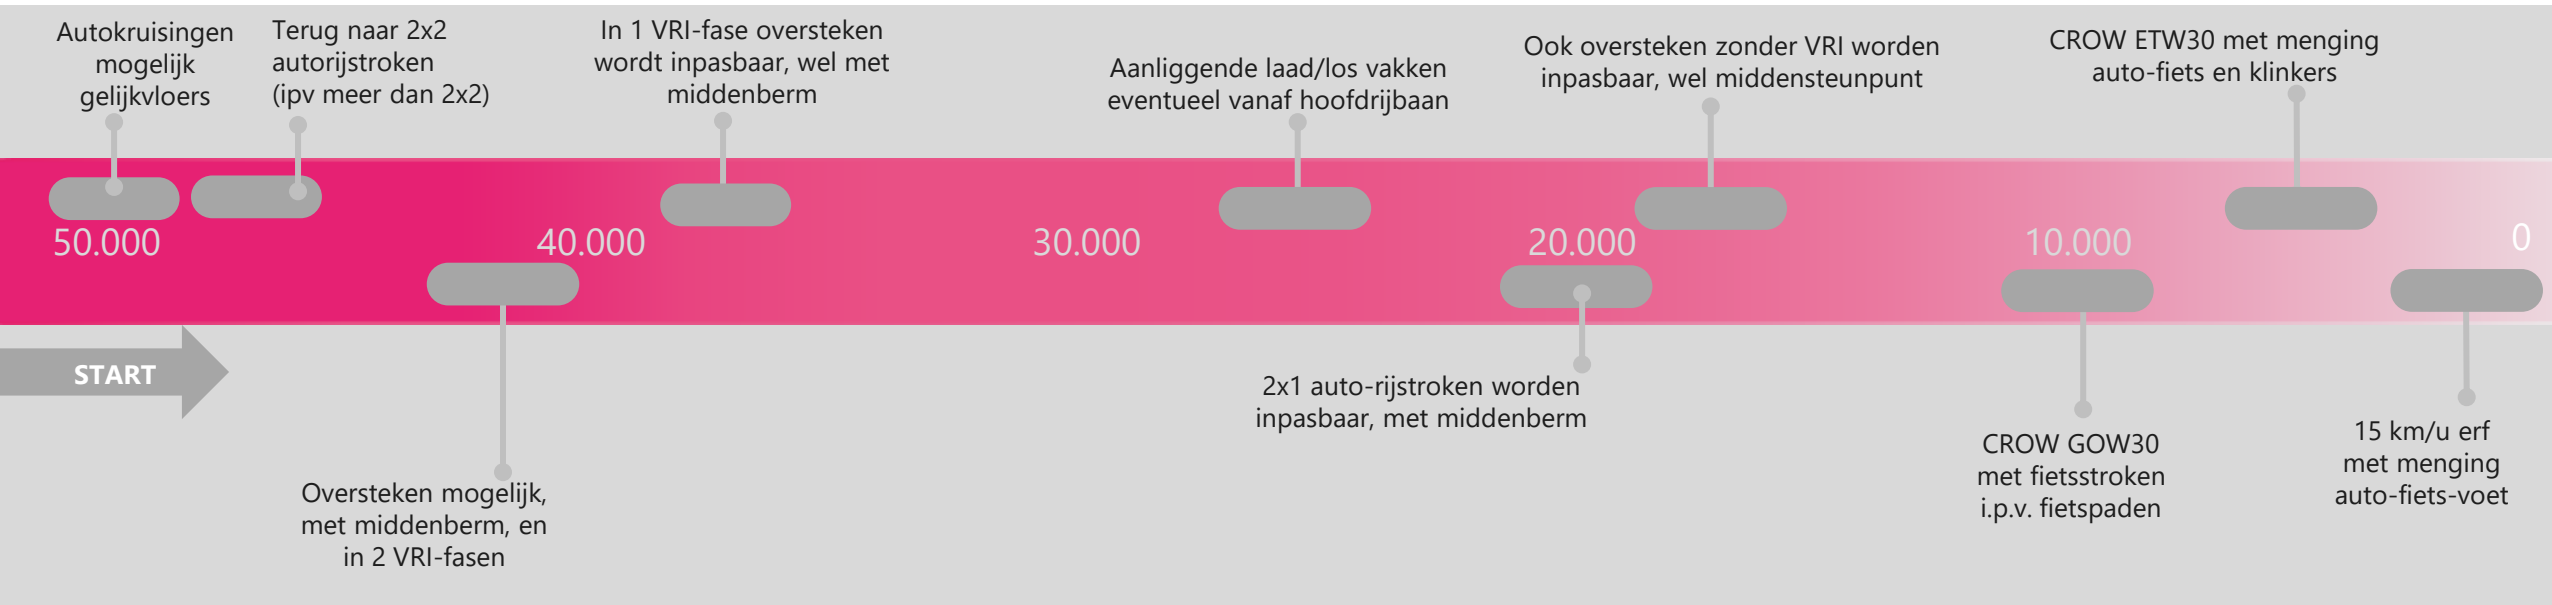 Autokruisingen
mogelijk
gelijkvloers
Terug naar 2x2
autorijstroken
(ipv meer dan 2x2)
In 1 VRI-fase oversteken
wordt inpasbaar, wel met
middenberm
Aanliggende laad/los vakken
eventueel vanaf hoofdrijbaan
Ook oversteken zonder VRI worden
inpasbaar, wel middensteunpunt
CROW ETW30 met menging
auto-fiets en klinkers
50.000
40.000
30.000
20.000
10.000
0
START
Oversteken mogelijk,
met middenberm, en
in 2 VRI-fasen
2x1 auto-rijstroken worden
inpasbaar, met middenberm
CROW GOW30
met fietsstroken
i.p.v. fietspaden
15 km/u erf
met menging
auto-fiets-voet